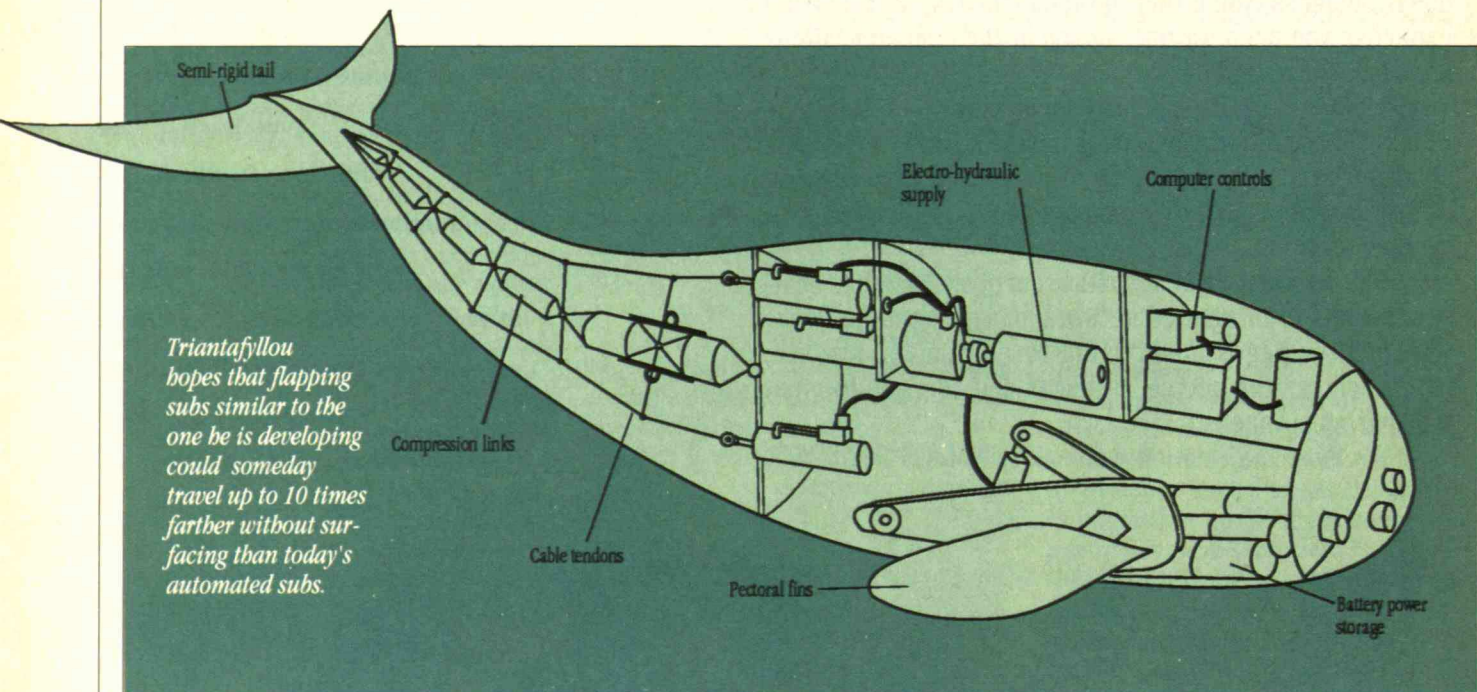 Semi-rigid tail
Electro-hydraulic
supply
Computer controls
Triantafyllou
hopes that flapping
subs similar to the
one he is developing
could someday
travel up to 10 times
farther without sur-
facing than today's
automated subs.
Compression links
Cable tendons
Pectoral fins
Battery power
storage